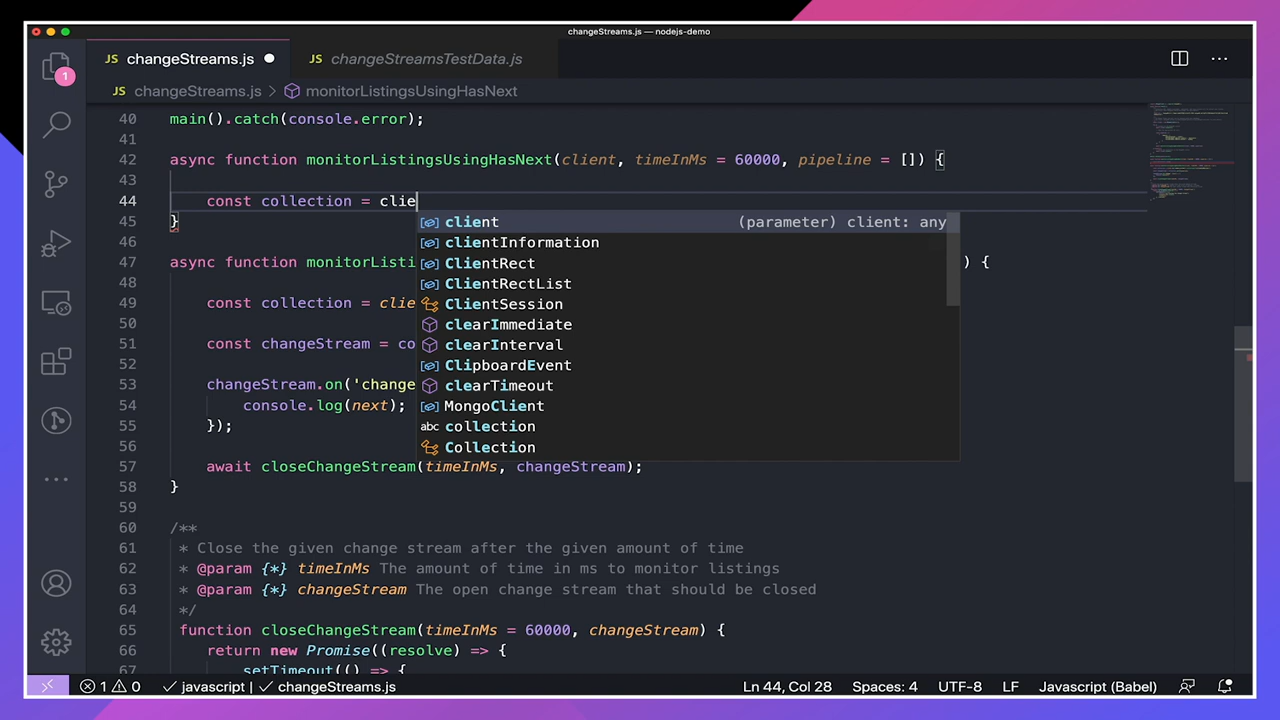 changeStreams.js — nodejs-demo
JS changeStreams.js JS changeStreamsTestData.js ...
1
JS changeStreams.js > monitorListingsUsingHasNext
40 main().catch(console.error);
41
42 async function monitorListingsUsingHasNext(client, timeInMs = 60000, pipeline = []) {
43
44 const collection = clie
client (parameter) client: any
45 }
clientInformation
46
47 async function monitorListi ) {
ClientRect
48
ClientRectList
49 const collection = clie
ClientSession
50
clearImmediate
51 const changeStream = co
clearInterval
52
ClipboardEvent
53 changeStream.on('change
clearTimeout
54 console.log(next);
MongoClient
55 });
abc collection
56
Collection
57 await closeChangeStream(timeInMs, changeStream);
58 }
59
60 /**
61 * Close the given change stream after the given amount of time
62 * @param {*} timeInMs The amount of time in ms to monitor listings
63 * @param {*} changeStream The open change stream that should be closed
64 */
65 function closeChangeStream(timeInMs = 60000, changeStream) {
66 return new Promise((resolve) => {
67 setTimeout(() => {
1 0 javascript | changeStreams.js Ln 44, Col 28 Spaces: 4 UTF-8 LF Javascript (Babel)